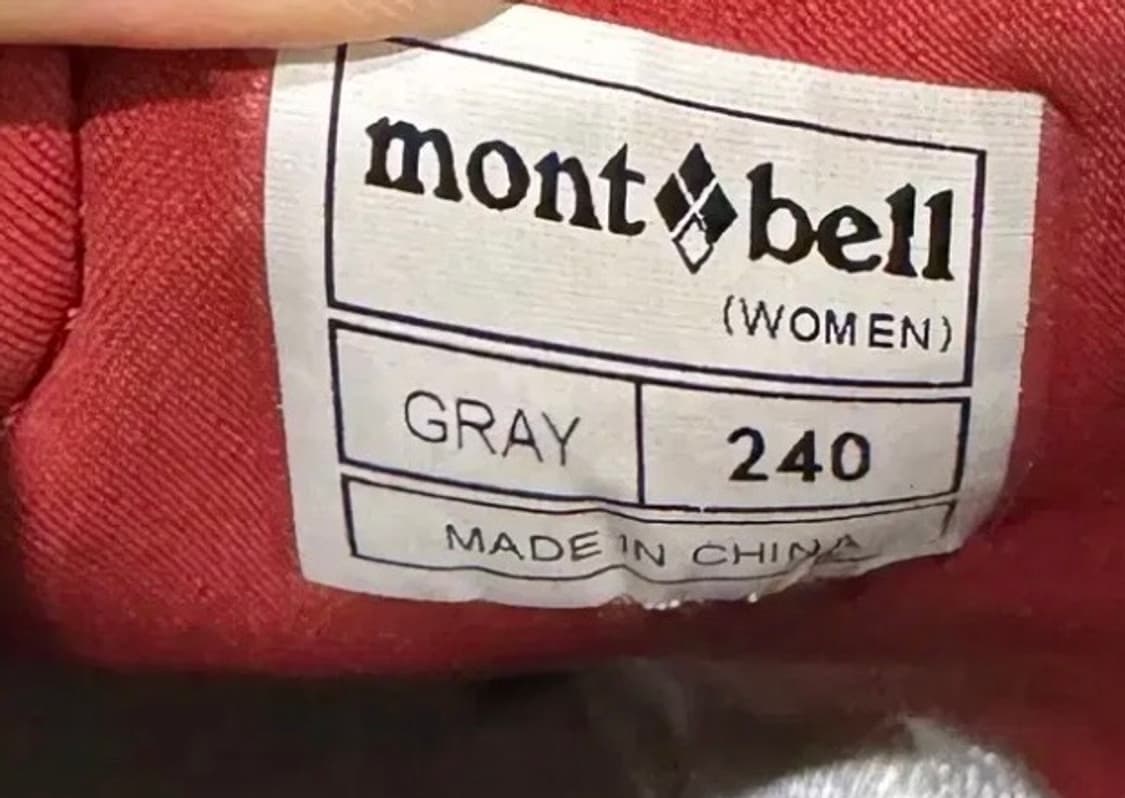 mont bell
(WOMEN)
GRAY 240
MADE IN CHINA